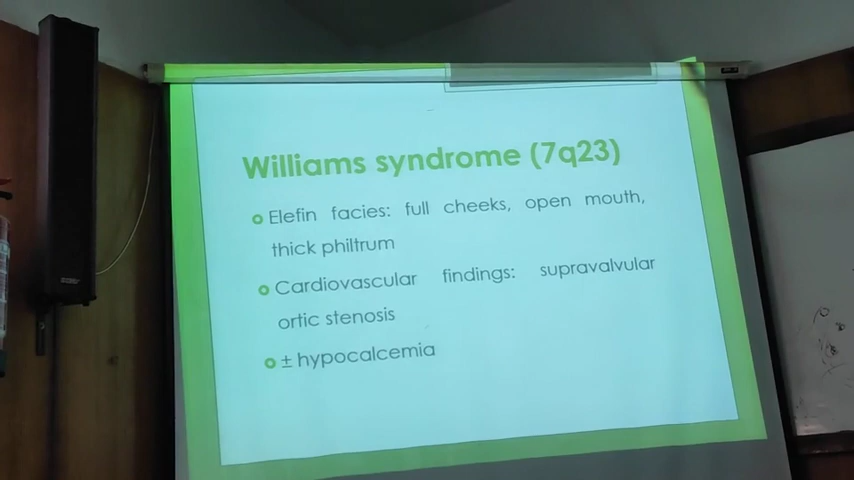 Williams syndrome (7q23)
Elefin facies: full cheeks, open mouth,
thick philtrum
Cardiovascular findings: supravalvular
ortic stenosis
± hypocalcemia